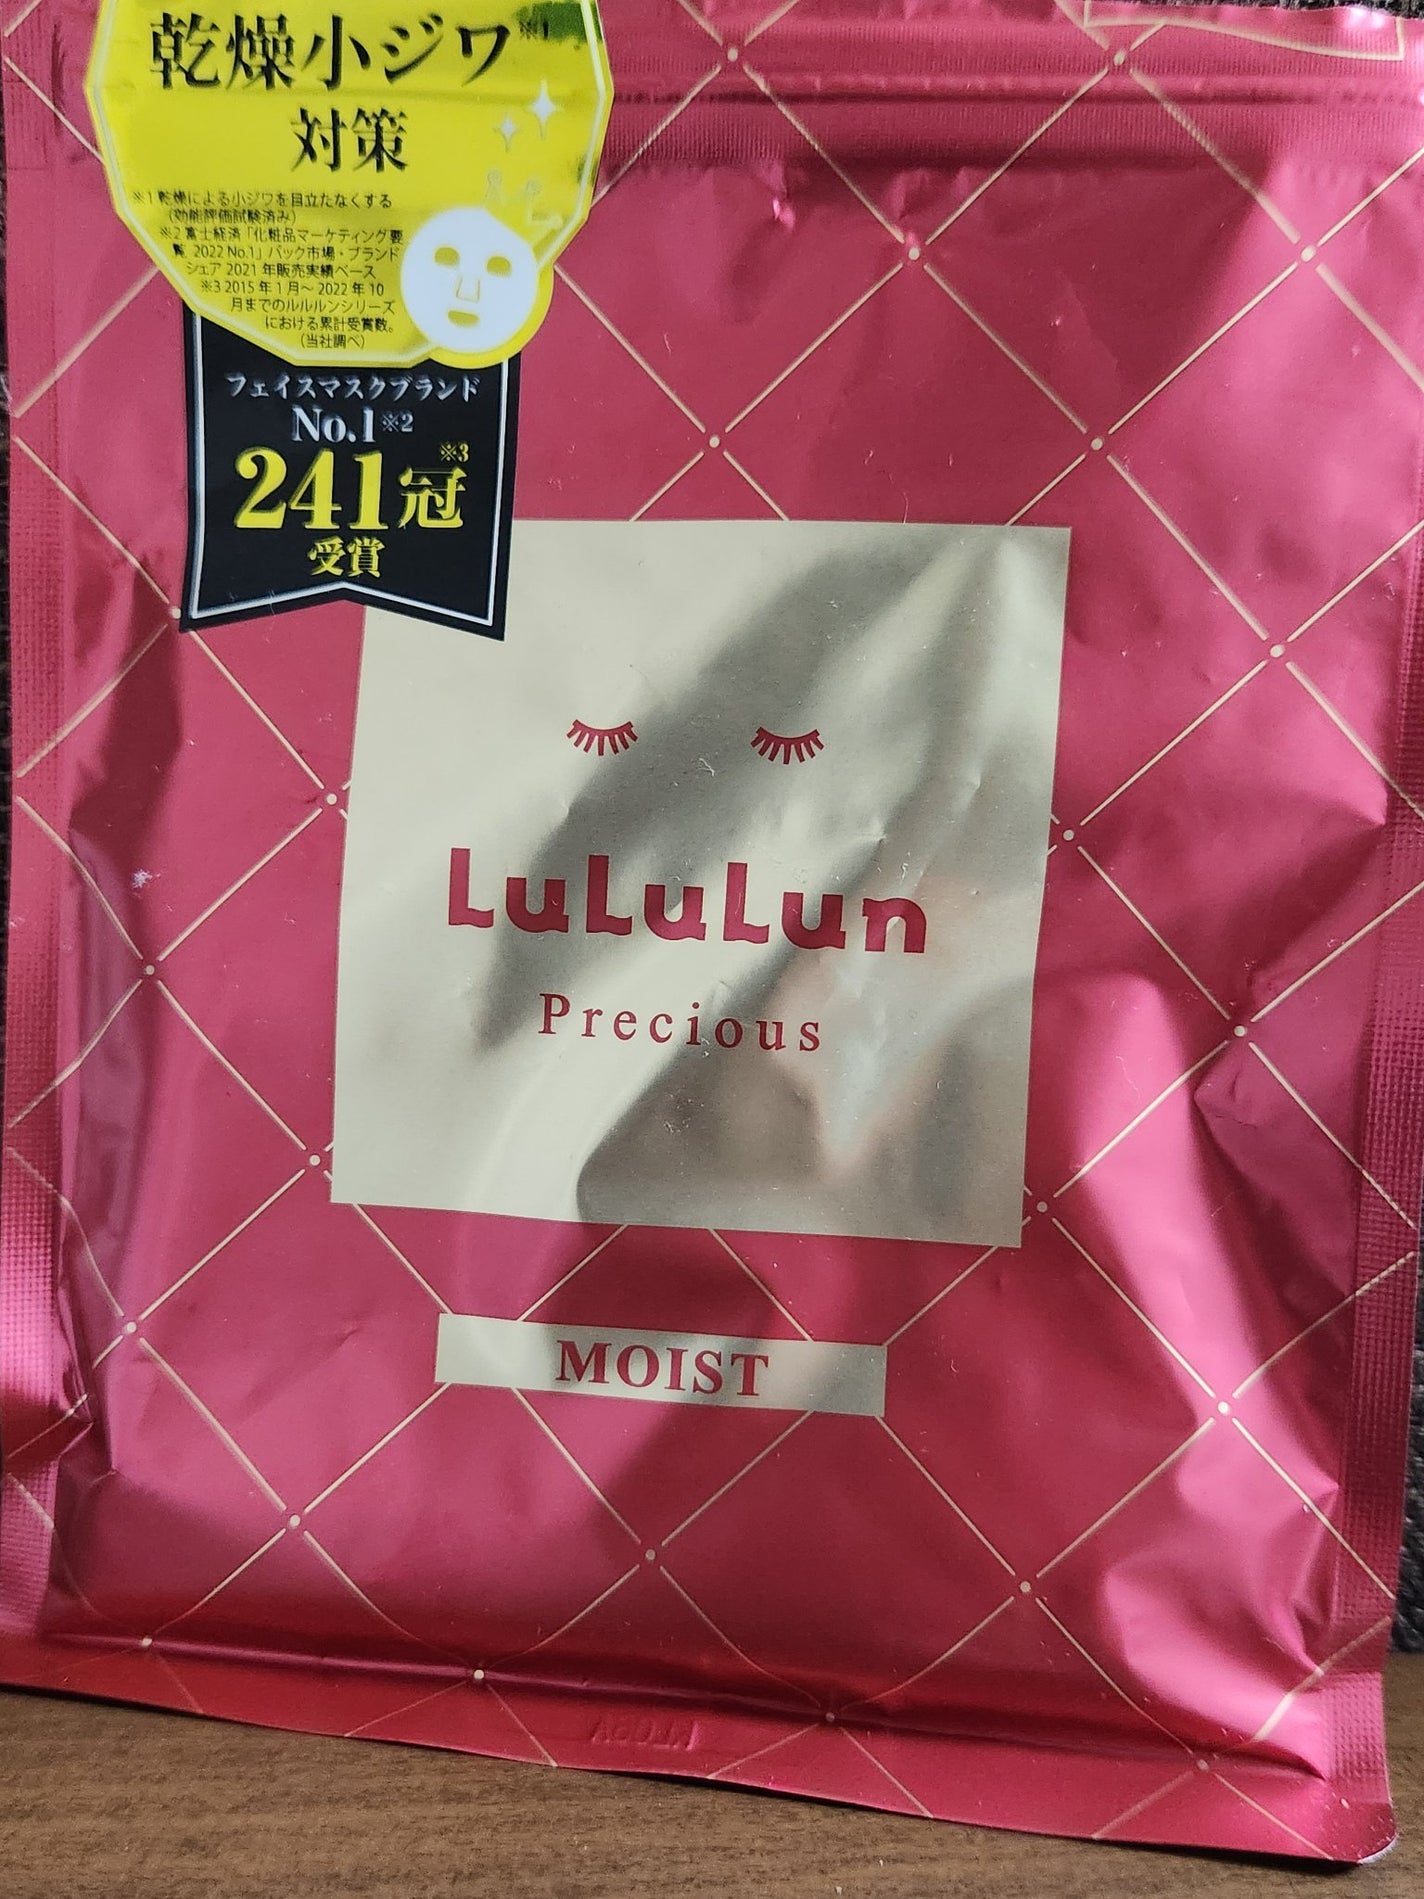 乾燥小ジワ※1
対策
※1 乾燥による小ジワを目立たなくする
(効能評価試験済み)
※2 富士経済「化粧品マーケティング要
覧 2022 No.1」パック市場・ブランド
シェア 2021 年販売実績ベース
※3 2015 年 1 月～ 2022 年 10
月までのルルルンシリーズ
における累計受賞数。
(当社調べ)
フェイスマスクブランド
No.1※2
241冠※3
受賞
LuLuLun
Precious
MOIST